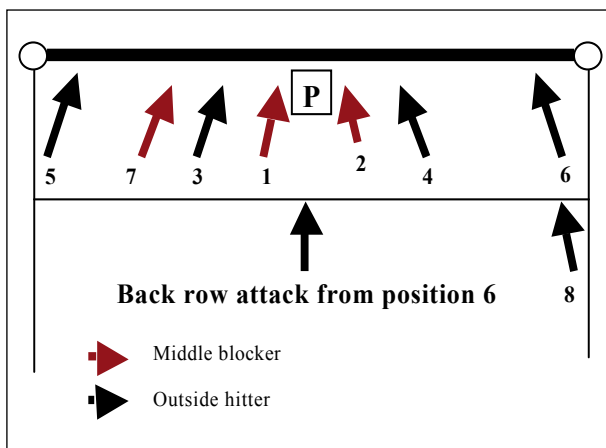 P
5 7 3 1 2 4 6
Back row attack from position 6 8
Middle blocker
Outside hitter